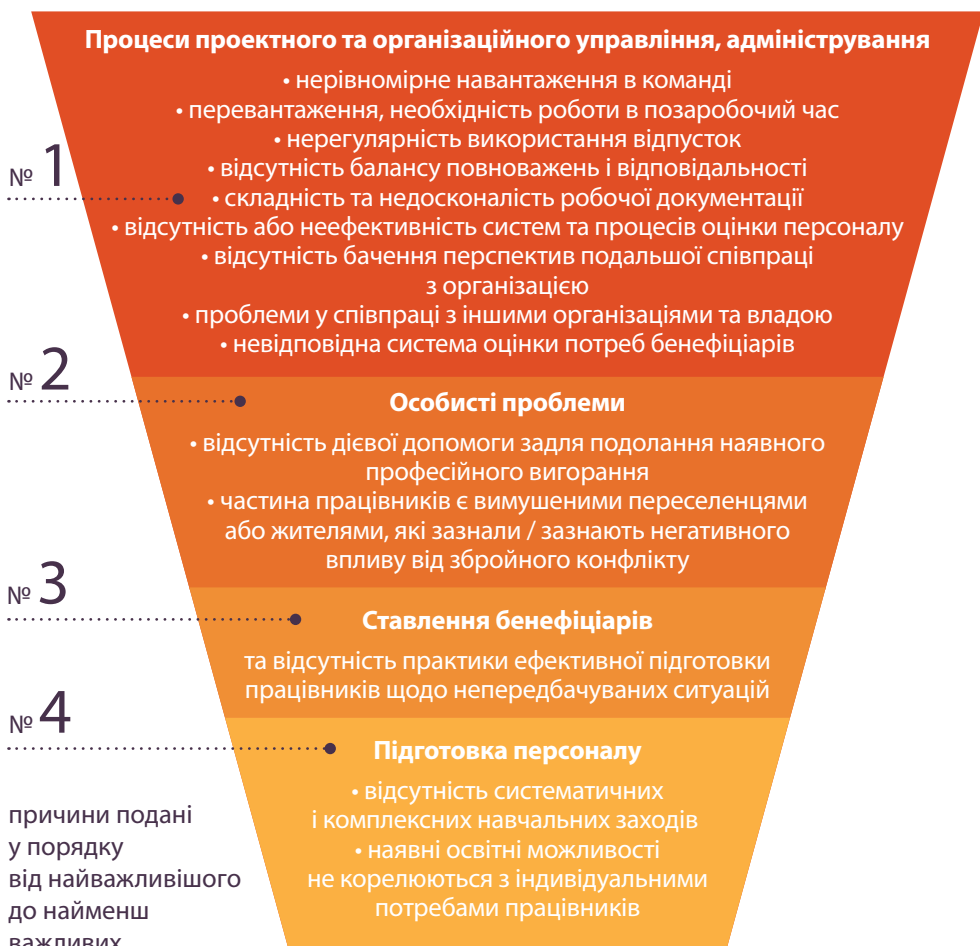 Процеси проектного та організаційного управління, адміністрування
• нерівномірне навантаження в команді
• перевантаження, необхідність роботи в позаробочий час
• нерегулярність використання відпусток
• відсутність балансу повноважень і відповідальності
• складність та недосконалість робочої документації
• відсутність або неефективність систем та процесів оцінки персоналу
• відсутність бачення перспектив подальшої співпраці
з організацією
• проблеми у співпраці з іншими організаціями та владою
• невідповідна система оцінки потреб бенефіціарів
№ 1
№ 2
Особисті проблеми
• відсутність дієвої допомоги задля подолання наявного
професійного вигорання
• частина працівників є вимушеними переселенцями
або жителями, які зазнали / зазнають негативного
впливу від збройного конфлікту
№ 3
Ставлення бенефіціарів
та відсутність практики ефективної підготовки
працівників щодо непередбачуваних ситуацій
№ 4
Підготовка персоналу
• відсутність систематичних
і комплексних навчальних заходів
• наявні освітні можливості
не корелюються з індивідуальними
потребами працівників
причини подані
у порядку
від найважливішого
до найменш
важливих